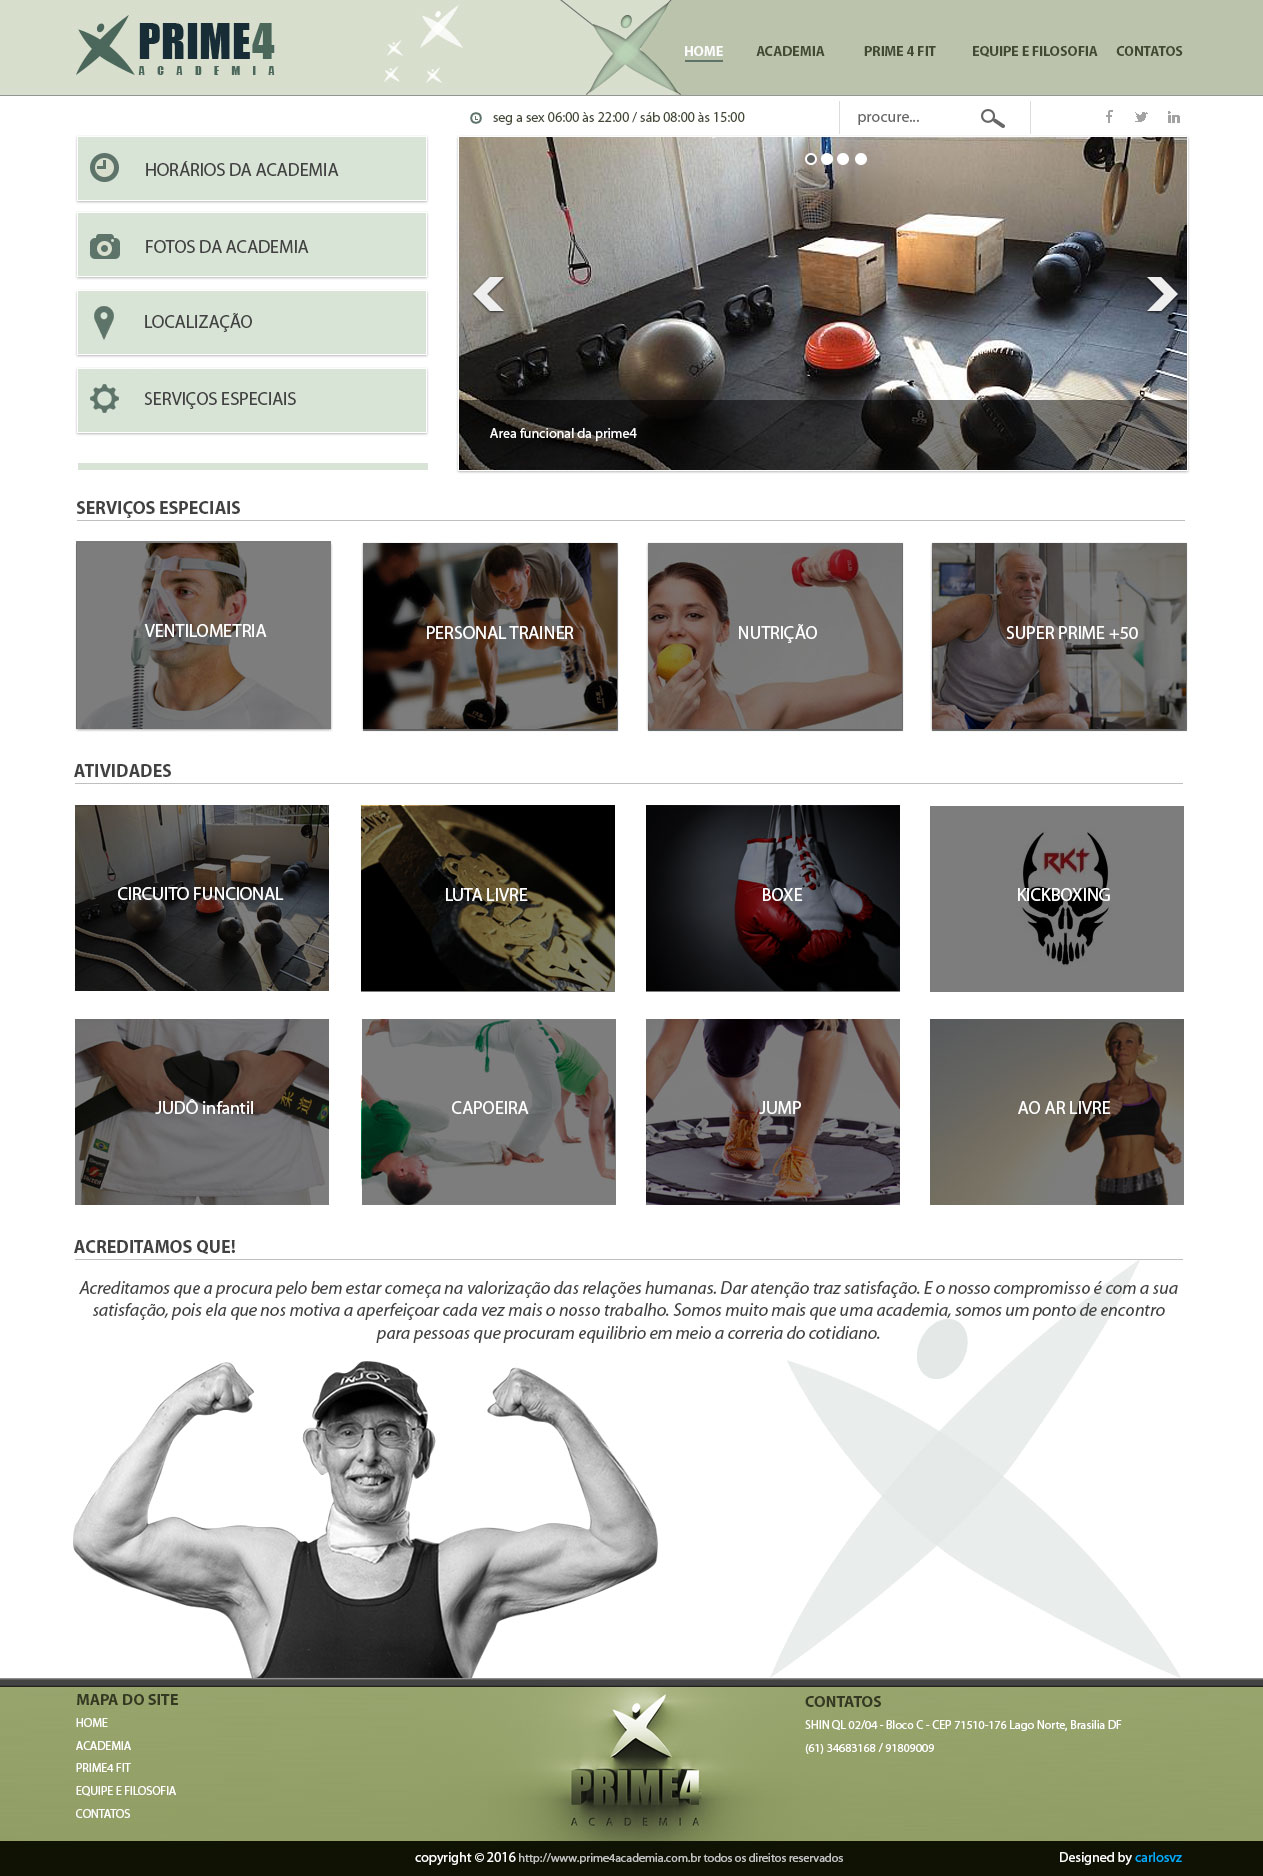 PRIME4
ACADEMIA
HOME
ACADEMIA
PRIME 4 FIT
EQUIPE E FILOSOFIA
CONTATOS
seg a sex 06:00 às 22:00 / sáb 08:00 às 15:00
procure...
HORÁRIOS DA ACADEMIA
FOTOS DA ACADEMIA
LOCALIZAÇÃO
SERVIÇOS ESPECIAIS
Area funcional da prime4
SERVIÇOS ESPECIAIS
VENTILOMETRIA
PERSONAL TRAINER
NUTRIÇÃO
SUPER PRIME +50
ATIVIDADES
CIRCUITO FUNCIONAL
LUTA LIVRE
BOXE
RKT
KICKBOXING
JUDÔ infantil
柔道
CAPOEIRA
JUMP
AO AR LIVRE
ACREDITAMOS QUE!
Acreditamos que a procura pelo bem estar começa na valorização das relações humanas. Dar atenção traz satisfação. E o nosso compromisso é com a sua
satisfação, pois ela que nos motiva a aperfeiçoar cada vez mais o nosso trabalho. Somos muito mais que uma academia, somos um ponto de encontro
para pessoas que procuram equilibrio em meio a correria do cotidiano.
INJOY
MAPA DO SITE
HOME
ACADEMIA
PRIME4 FIT
EQUIPE E FILOSOFIA
CONTATOS
PRIME4
ACADEMIA
CONTATOS
SHIN QL 02/04 - Bloco C - CEP 71510-176 Lago Norte, Brasilia DF
(61) 34683168 / 91809009
copyright © 2016 http://www.prime4academia.com.br todos os direitos reservados
Designed by carlosvz